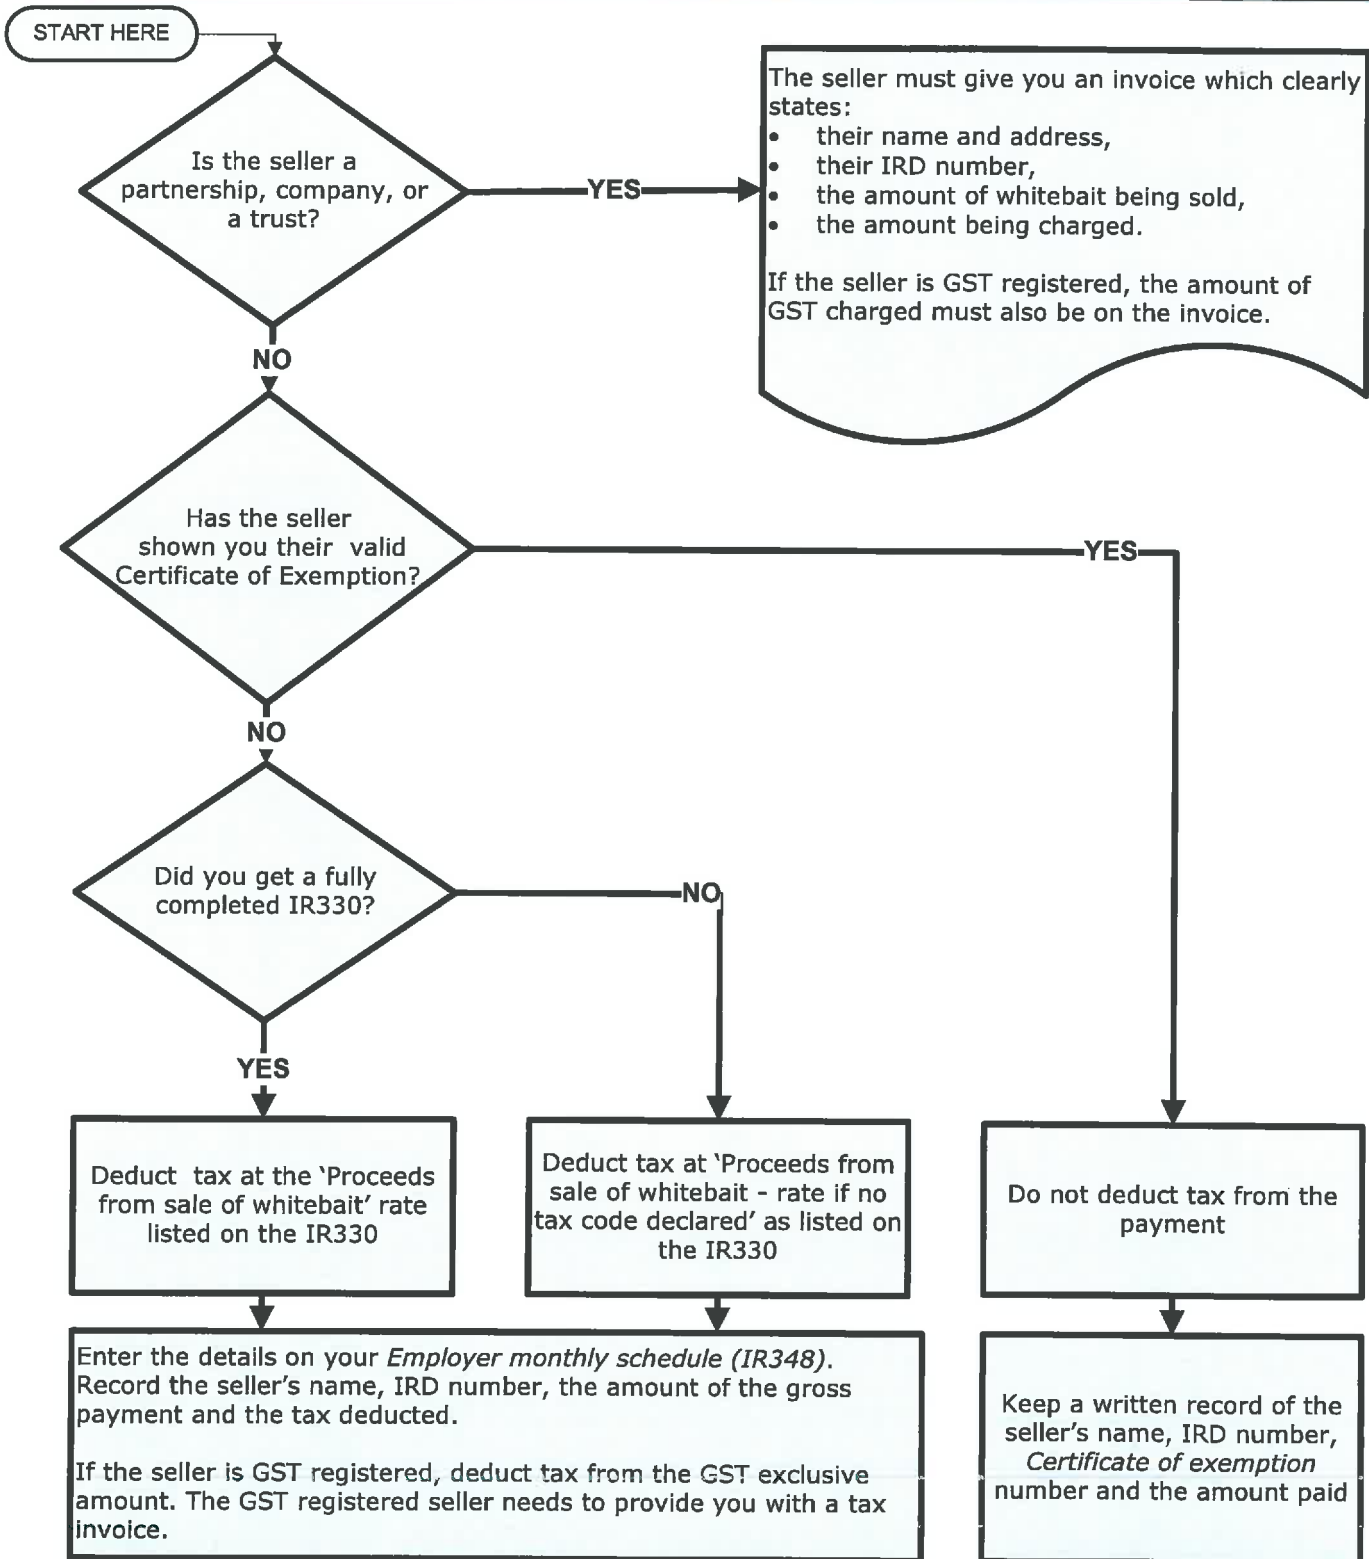 START HERE
Is the seller a
partnership, company, or
a trust?
YES
The seller must give you an invoice which clearly
states:
• their name and address,
• their IRD number,
• the amount of whitebait being sold,
• the amount being charged.
If the seller is GST registered, the amount of
GST charged must also be on the invoice.
NO
Has the seller
shown you their valid
Certificate of Exemption?
YES
NO
Did you get a fully
completed IR330?
NO
YES
Deduct tax at the ‘Proceeds
from sale of whitebait’ rate
listed on the IR330
Deduct tax at ‘Proceeds from
sale of whitebait - rate if no
tax code declared’ as listed on
the IR330
Do not deduct tax from the
payment
Enter the details on your Employer monthly schedule (IR348).
Record the seller’s name, IRD number, the amount of the gross
payment and the tax deducted.
If the seller is GST registered, deduct tax from the GST exclusive
amount. The GST registered seller needs to provide you with a tax
invoice.
Keep a written record of the
seller’s name, IRD number,
Certificate of exemption
number and the amount paid